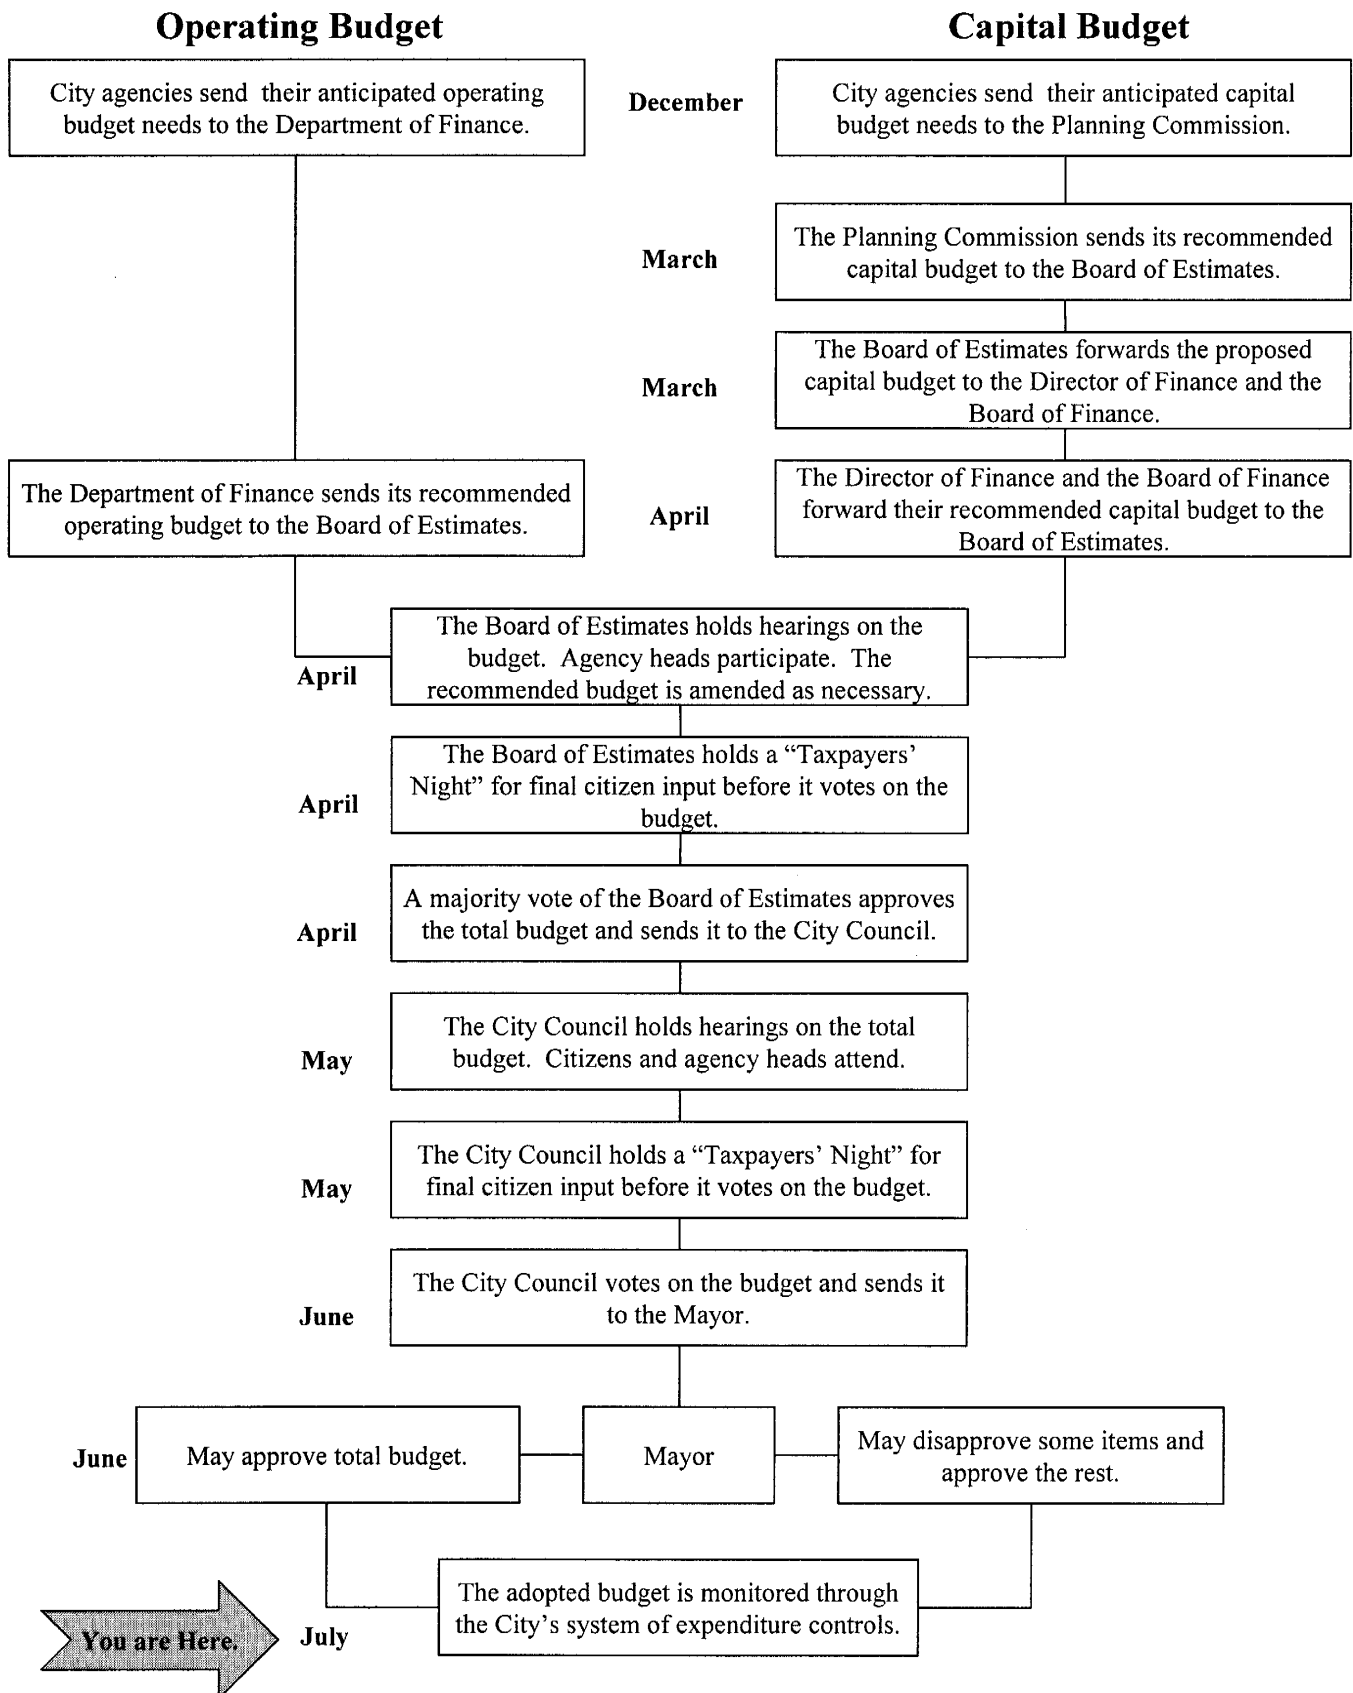 Operating Budget
Capital Budget
City agencies send their anticipated operating
budget needs to the Department of Finance.
December
City agencies send their anticipated capital
budget needs to the Planning Commission.
March
The Planning Commission sends its recommended
capital budget to the Board of Estimates.
March
The Board of Estimates forwards the proposed
capital budget to the Director of Finance and the
Board of Finance.
The Department of Finance sends its recommended
operating budget to the Board of Estimates.
April
The Director of Finance and the Board of Finance
forward their recommended capital budget to the
Board of Estimates.
April
The Board of Estimates holds hearings on the
budget. Agency heads participate. The
recommended budget is amended as necessary.
April
The Board of Estimates holds a “Taxpayers’
Night” for final citizen input before it votes on the
budget.
April
A majority vote of the Board of Estimates approves
the total budget and sends it to the City Council.
May
The City Council holds hearings on the total
budget. Citizens and agency heads attend.
May
The City Council holds a “Taxpayers’ Night” for
final citizen input before it votes on the budget.
June
The City Council votes on the budget and sends it
to the Mayor.
June
May approve total budget.
Mayor
May disapprove some items and
approve the rest.
You are Here.
July
The adopted budget is monitored through
the City’s system of expenditure controls.